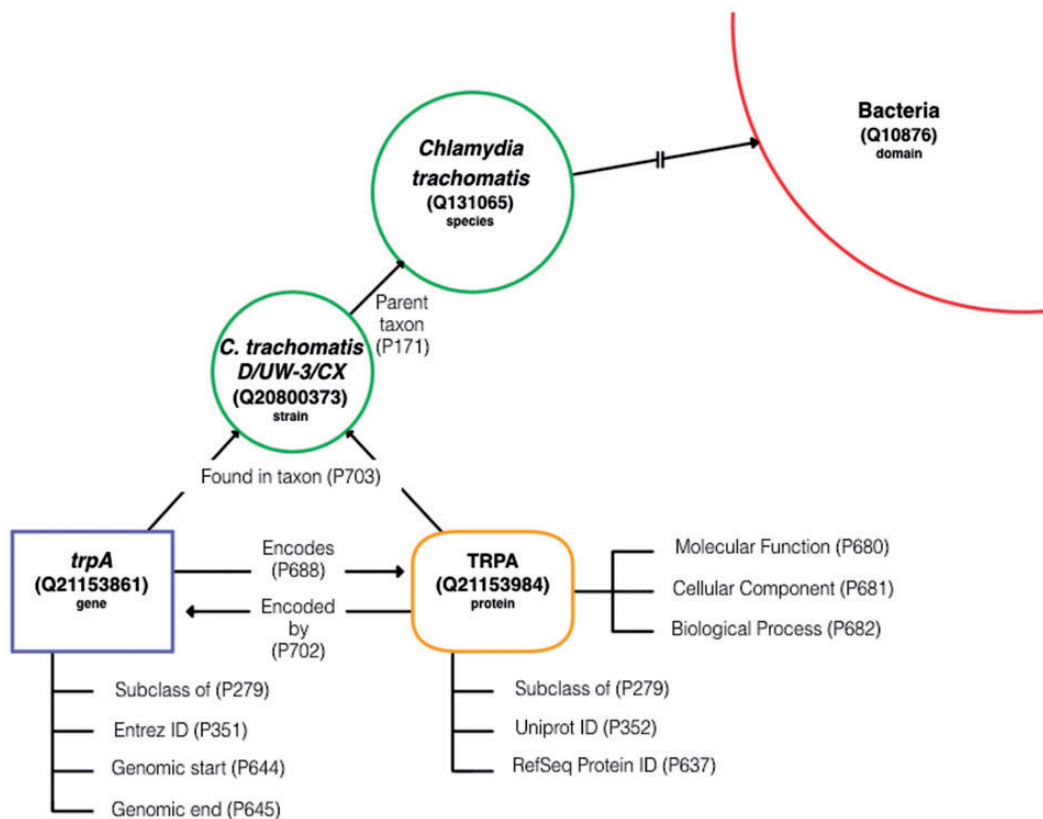 Bacteria
(Q10876)
domain
Chlamydia
trachomatis
(Q131065)
species
Parent
taxon
(P171)
C. trachomatis
D/UW-3/CX
(Q20800373)
strain
Found in taxon (P703)
trpA
(Q21153861)
gene
Encodes
(P688)
Encoded
by
(P702)
TRPA
(Q21153984)
protein
Molecular Function (P680)
Cellular Component (P681)
Biological Process (P682)
Subclass of (P279)
Entrez ID (P351)
Genomic start (P644)
Genomic end (P645)
Subclass of (P279)
Uniprot ID (P352)
RefSeq Protein ID (P637)